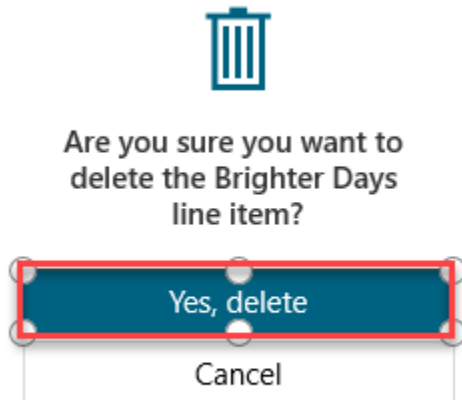 Are you sure you want to
delete the Brighter Days
line item?
Yes, delete
Cancel